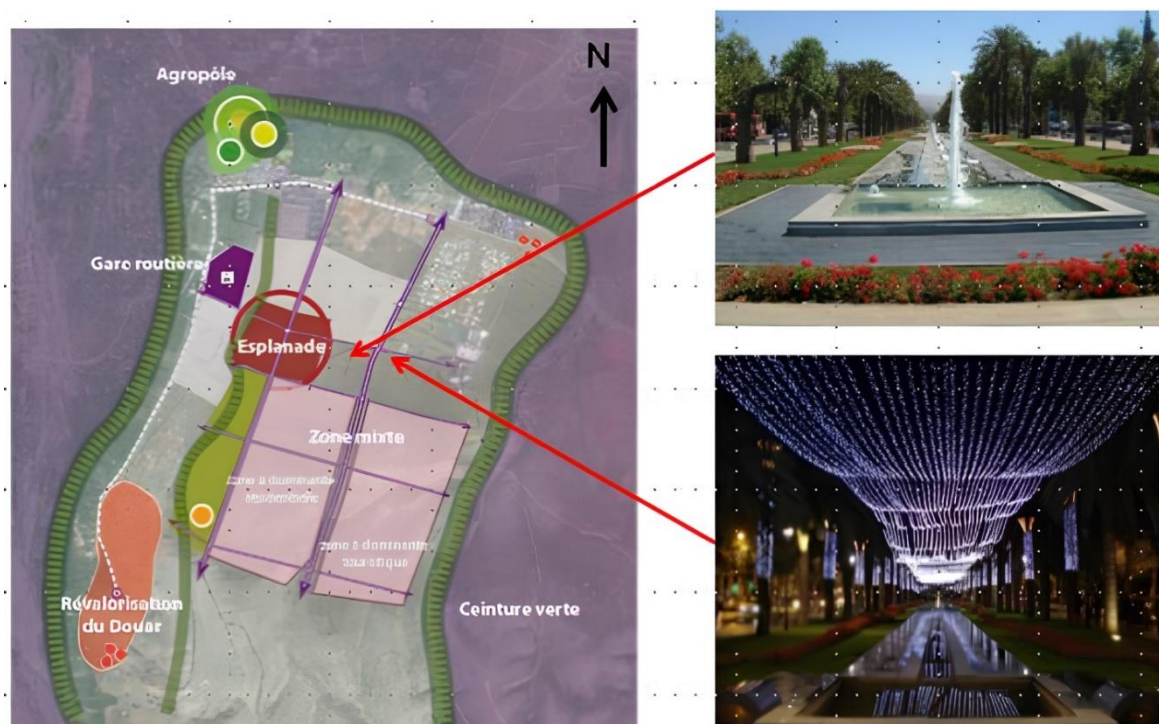 Agropôle
N
Gare routière
Esplanade
Zone mixte
Revalorisation
du Douar
Ceinture verte